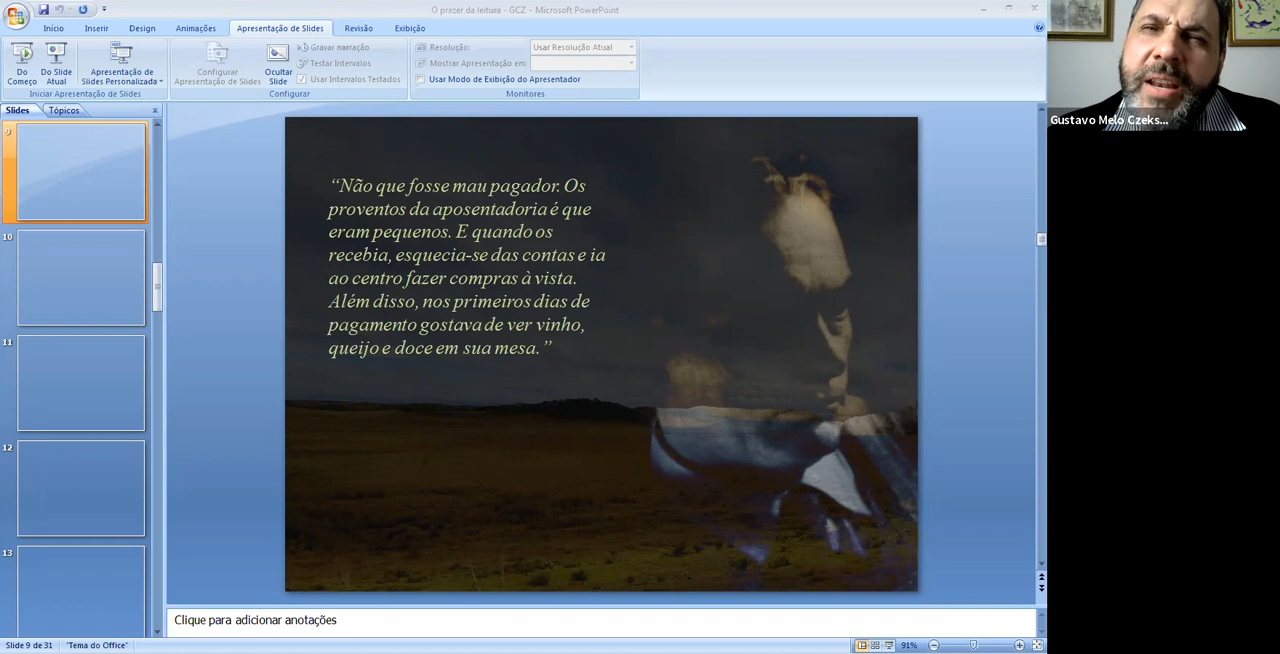 O prazer da leitura - GCZ - Microsoft PowerPoint
Início Inserir Design Animações Apresentação de Slides Revisão Exibição
Do Começo
Do Slide Atual
Apresentação de Slides Personalizada
Iniciar Apresentação de Slides
Configurar Apresentação de Slides
Ocultar Slide
Gravar narração
Testar Intervalos
Usar Intervalos Testados
Configurar
Resolução: Usar Resolução Atual
Mostrar Apresentação em:
Usar Modo de Exibição do Apresentador
Monitores
Slides Tópicos
9
10
11
12
13
“Não que fosse mau pagador. Os
proventos da aposentadoria é que
eram pequenos. E quando os
recebia, esquecia-se das contas e ia
ao centro fazer compras à vista.
Além disso, nos primeiros dias de
pagamento gostava de ver vinho,
queijo e doce em sua mesa.”
Gustavo Melo Czeks...
Clique para adicionar anotações
Slide 9 de 31 "Tema do Office" 91%